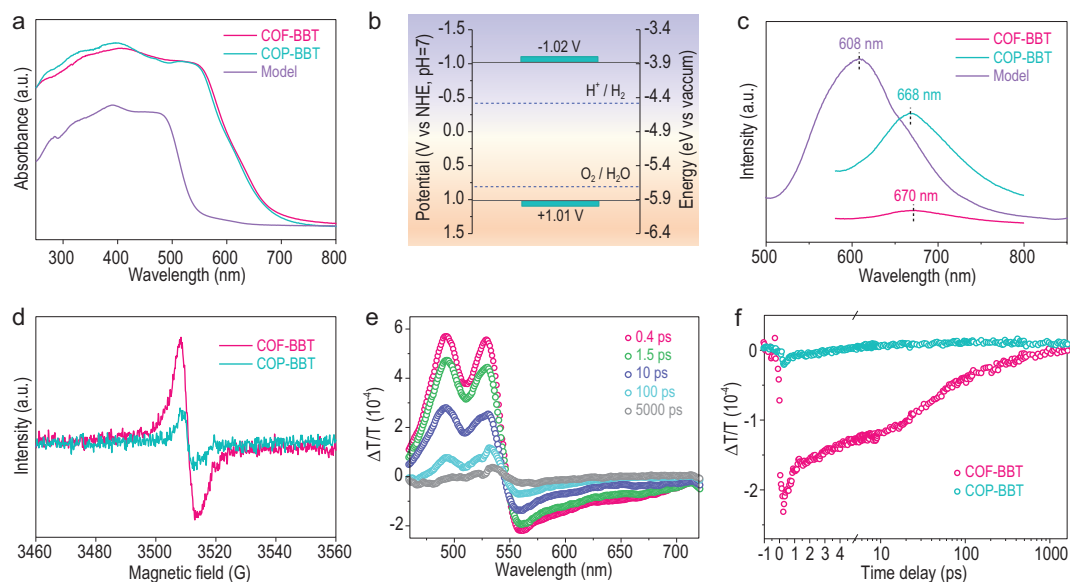 a
COF-BBT
COP-BBT
Model
Absorbance (a.u.)
300 400 500 600 700 800
Wavelength (nm)
b
Potential (V vs NHE, pH=7)
-1.5
-1.0
-0.5
0.0
0.5
1.0
1.5
-1.02 V
H⁺ / H₂
O₂ / H₂O
+1.01 V
-3.4
-3.9
-4.4
-4.9
-5.4
-5.9
-6.4
Energy (eV vs vaccum)
c
608 nm
COF-BBT
COP-BBT
Model
668 nm
670 nm
Intensity (a.u.)
500 600 700 800
Wavelength (nm)
d
COF-BBT
COP-BBT
Intensity (a.u.)
3460 3480 3500 3520 3540 3560
Magnetic field (G)
e
0.4 ps
1.5 ps
10 ps
100 ps
5000 ps
ΔT/T (10⁻⁴)
6
4
2
0
-2
500 550 600 650 700
Wavelength (nm)
f
ΔT/T (10⁻⁴)
0
-1
-2
COF-BBT
COP-BBT
-1 0 1 2 3 4 10 100 1000
Time delay (ps)